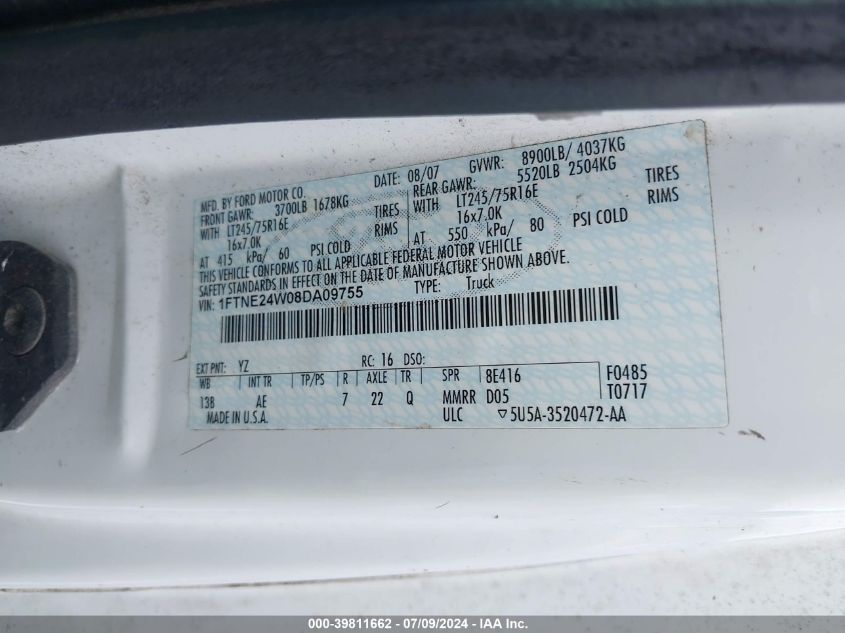 MFD. BY FORD MOTOR CO. DATE: 08/07 GVWR: 8900LB/ 4037KG
FRONT GAWR: 3700LB 1678KG REAR GAWR: 5520LB 2504KG
WITH LT245/75R16E TIRES WITH LT245/75R16E TIRES
16x7.0K RIMS 16x7.0K RIMS
AT 415 kPa/ 60 PSI COLD AT 550 kPa/ 80 PSI COLD
THIS VEHICLE CONFORMS TO ALL APPLICABLE FEDERAL MOTOR VEHICLE
SAFETY STANDARDS IN EFFECT ON THE DATE OF MANUFACTURE SHOWN ABOVE.
VIN: 1FTNE24W08DA09755 TYPE: Truck
EXT PNT: YZ RC: 16 DSO:
WB INT TR TP/PS R AXLE TR SPR 8E416 F0485
138 AE 7 22 Q MMRR D05 T0717
MADE IN U.S.A. ULC ▽5U5A-3520472-AA
000-39811662 - 07/09/2024 - IAA Inc.